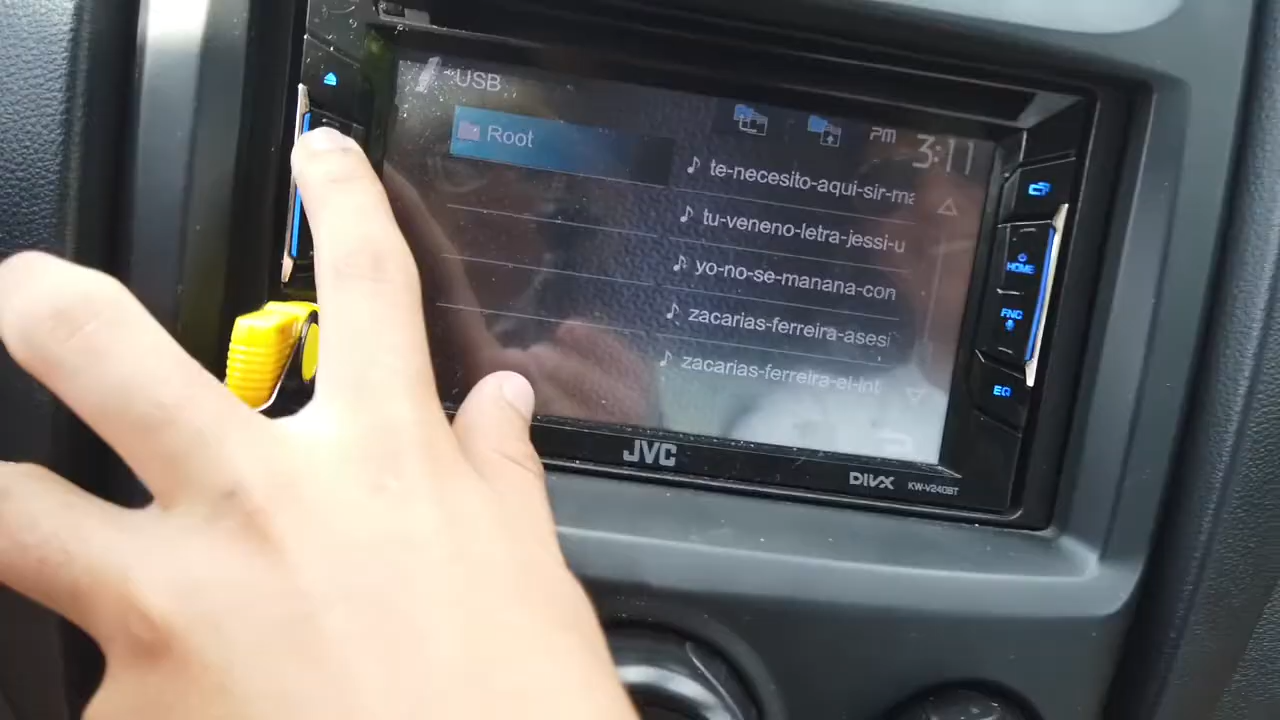 USB
Root
PM 3:11
te-necesito-aqui-sir-ma
tu-veneno-letra-jessi-u
yo-no-se-manana-con
zacarias-ferreira-asesi
zacarias-ferreira-el-int
HOME
FNC
EQ
JVC
DIVX
KW-V240BT